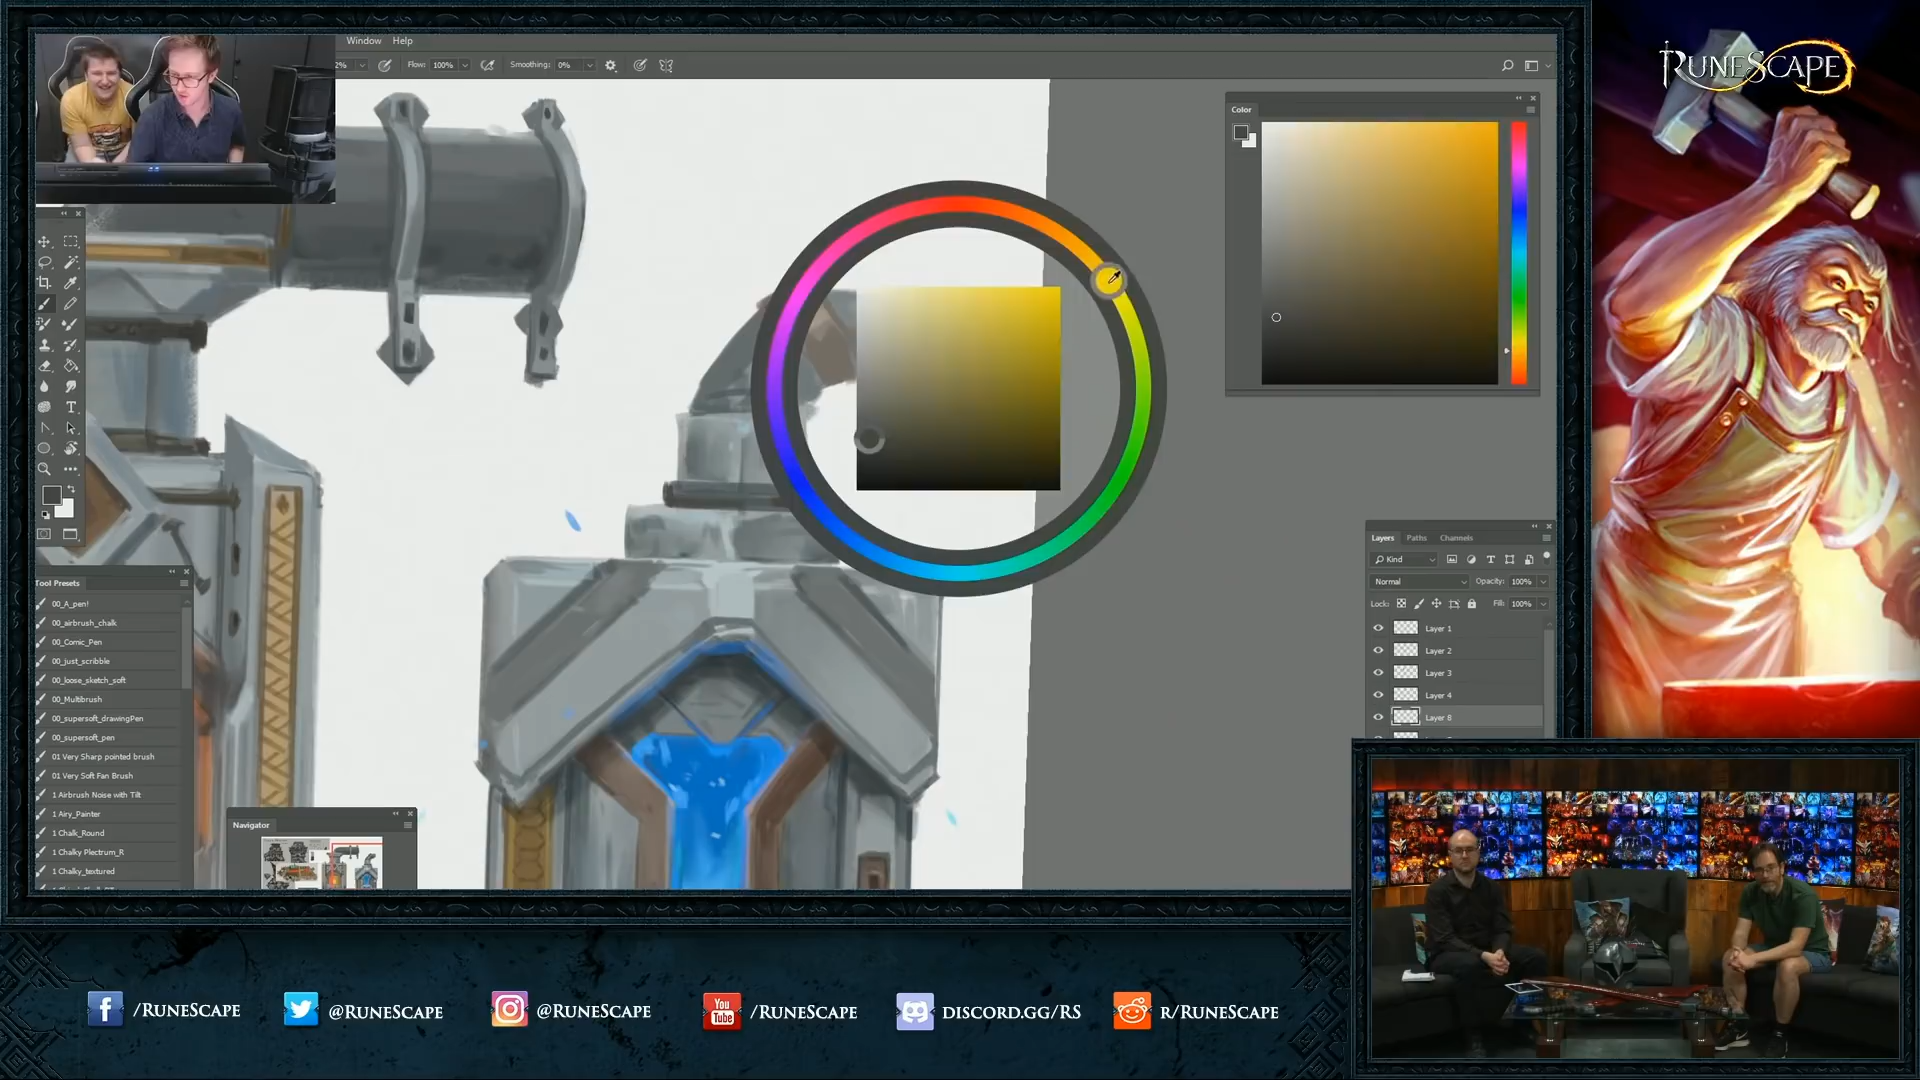 Window Help
2% Flow: 100% Smoothing: 0%
RUNESCAPE
Color
Tool Presets
00_A_pen!
00_airbrush_chalk
00_Comic_Pen
00_just_scribble
00_loose_sketch_soft
00_Multibrush
00_supersoft_drawingPen
00_supersoft_pen
01 Very Sharp pointed brush
01 Very Soft Fan Brush
1 Airbrush Noise with Tilt
1 Airy_Painter
1 Chalk_Round
1 Chalky Plectrum_R
1 Chalky_textured
Navigator
Layers Paths Channels
Kind
Normal Opacity: 100%
Lock: Fill: 100%
Layer 1
Layer 2
Layer 3
Layer 4
Layer 8
/RUNESCAPE
@RUNESCAPE
@RUNESCAPE
You Tube /RUNESCAPE
DISCORD.GG/RS
R/RUNESCAPE